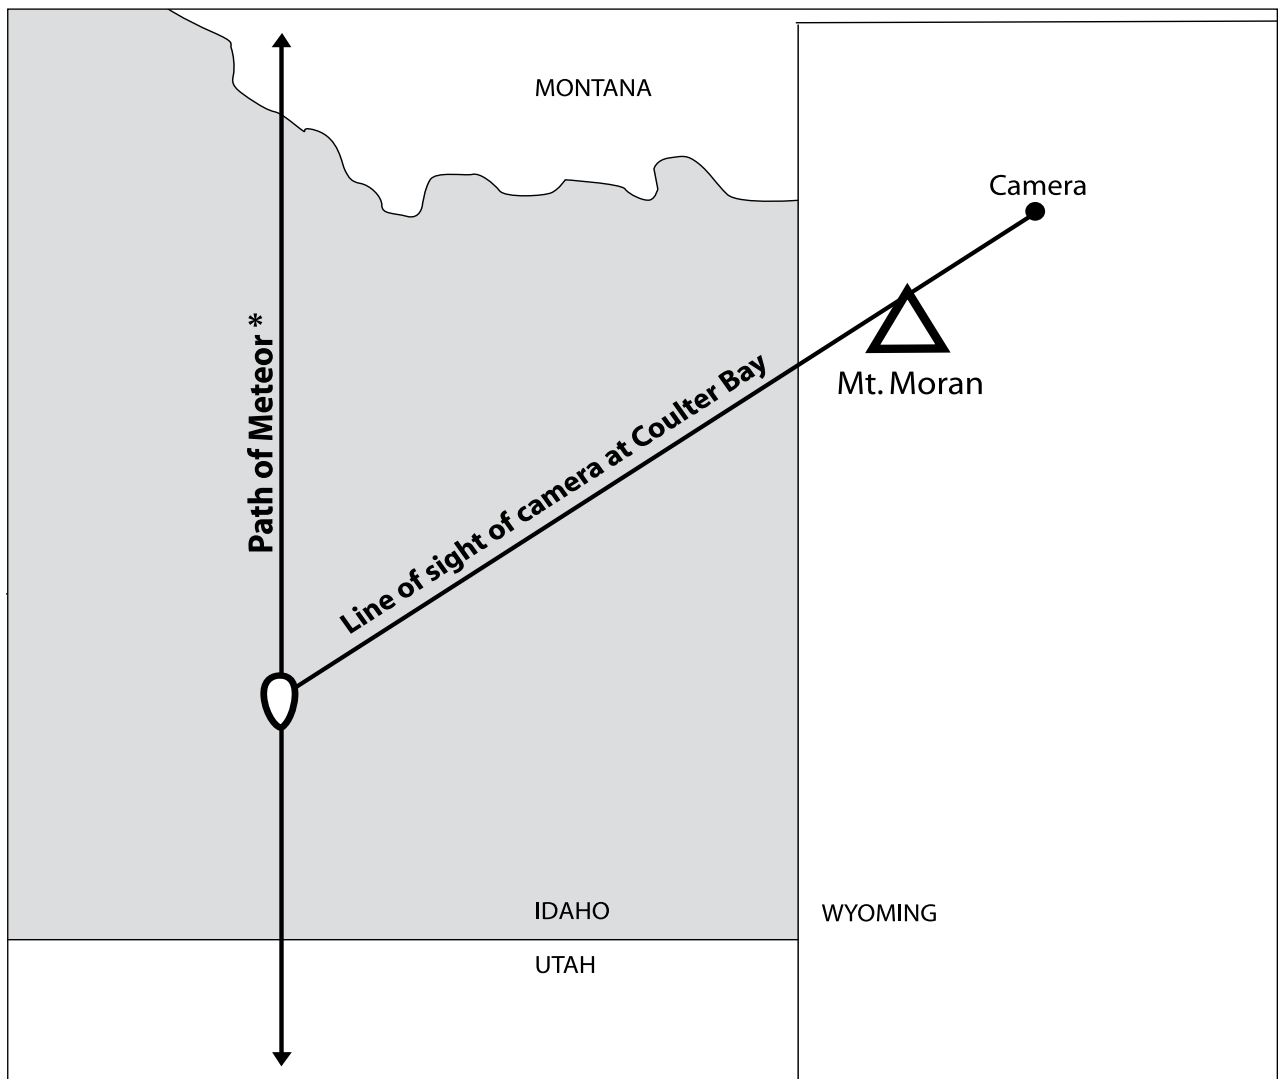 MONTANA
Camera
Path of Meteor *
Line of sight of camera at Coulter Bay
Mt. Moran
IDAHO
WYOMING
UTAH